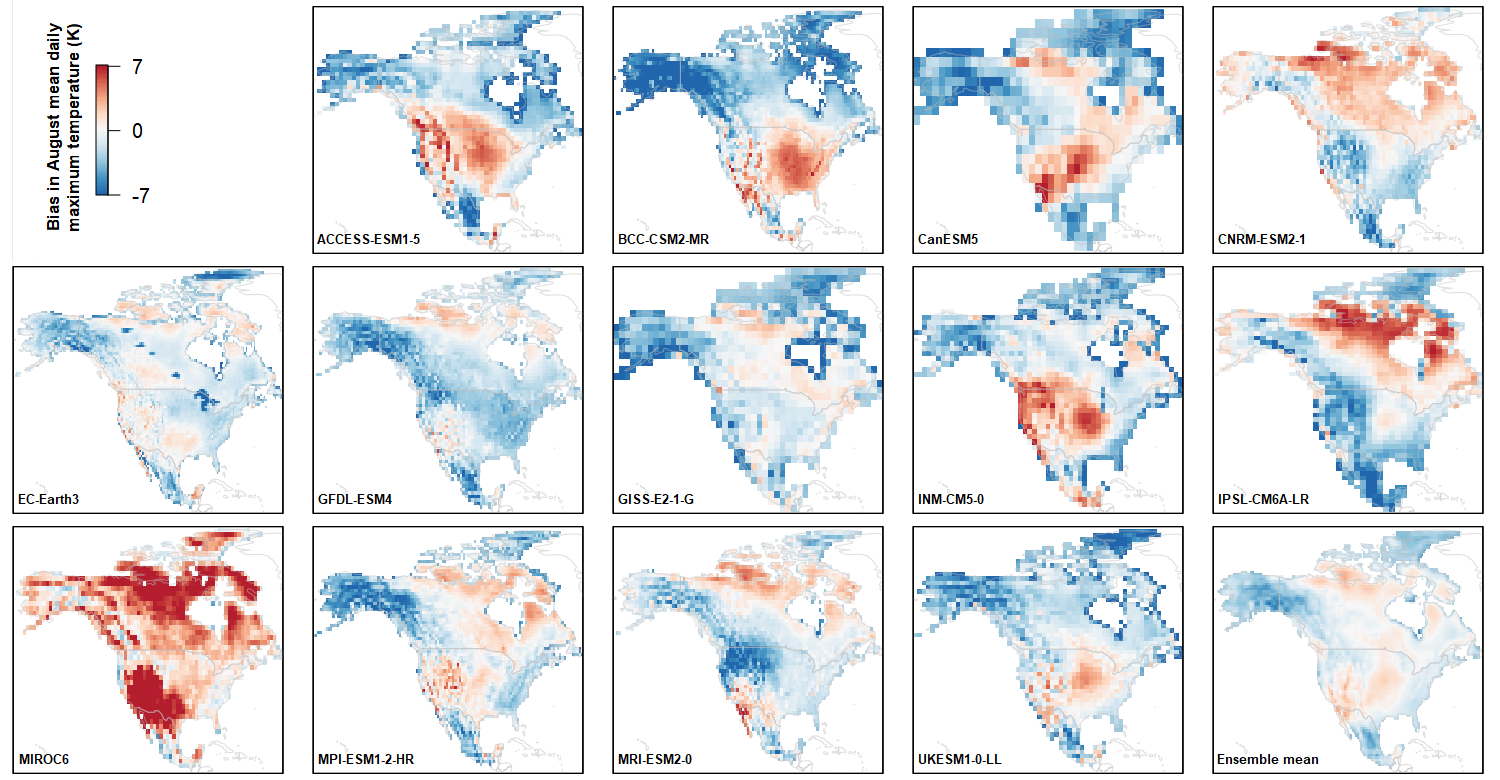 Bias in August mean daily
maximum temperature (K)
7
0
-7
ACCESS-ESM1-5
BCC-CSM2-MR
CanESM5
CNRM-ESM2-1
EC-Earth3
GFDL-ESM4
GISS-E2-1-G
INM-CM5-0
IPSL-CM6A-LR
MIROC6
MPI-ESM1-2-HR
MRI-ESM2-0
UKESM1-0-LL
Ensemble mean